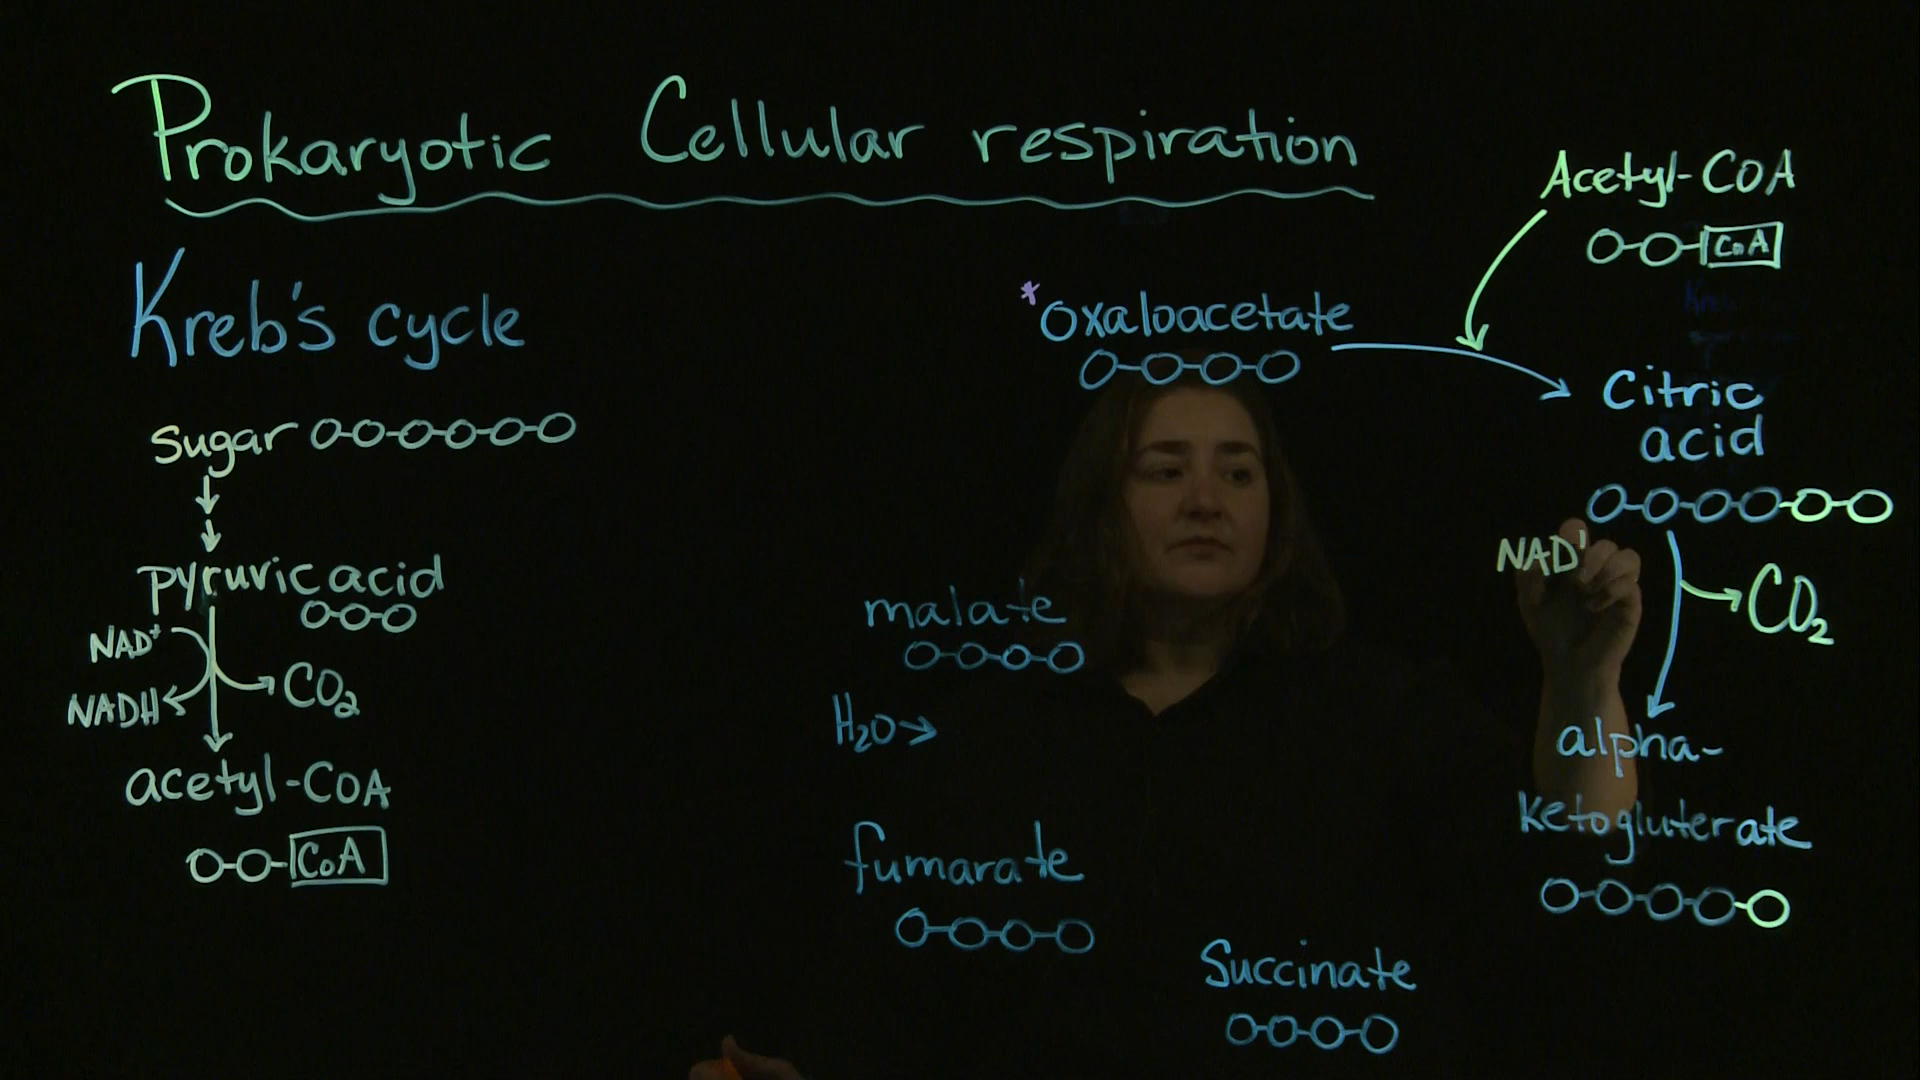 Prokaryotic Cellular respiration
Kreb's cycle
Sugar
pyruvic acid
NAD+
NADH
CO2
acetyl-CoA
CoA
Acetyl-CoA
CoA
*oxaloacetate
Citric
acid
NAD
CO2
alpha-
ketogluterate
Succinate
fumarate
H2O
malate